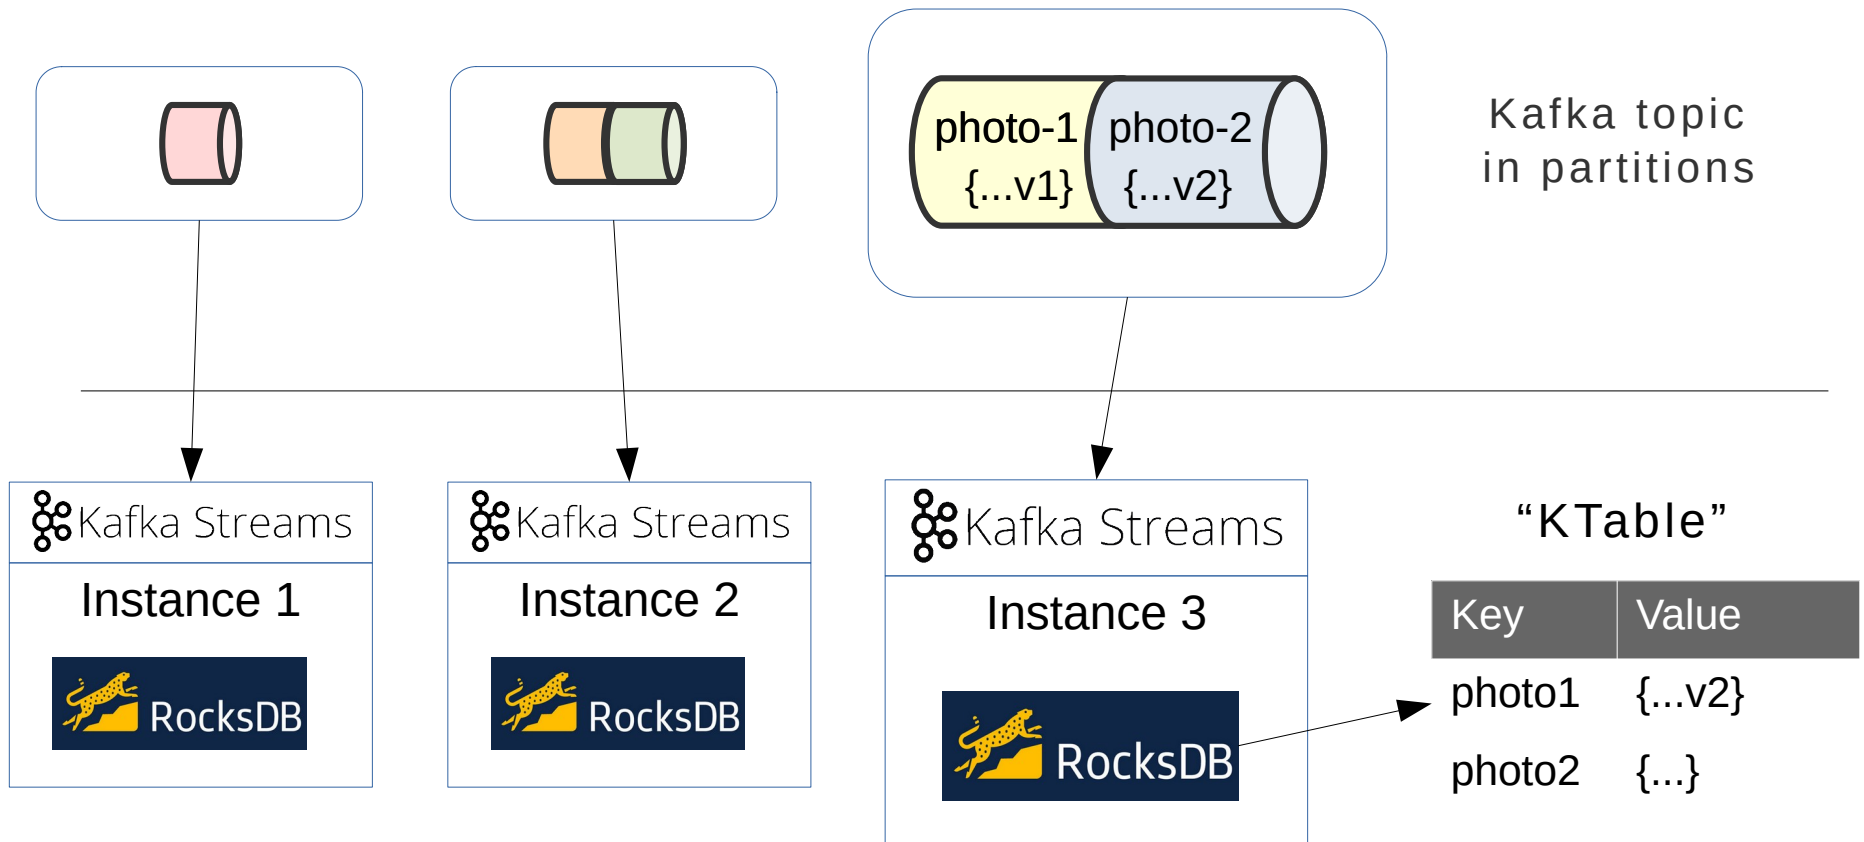 photo-1
{...v1}
photo-2
{...v2}
Kafka topic
in partitions
Kafka Streams
Instance 1
RocksDB
Kafka Streams
Instance 2
RocksDB
Kafka Streams
Instance 3
RocksDB
“KTable”
Key Value
photo1 {...v2}
photo2 {...}